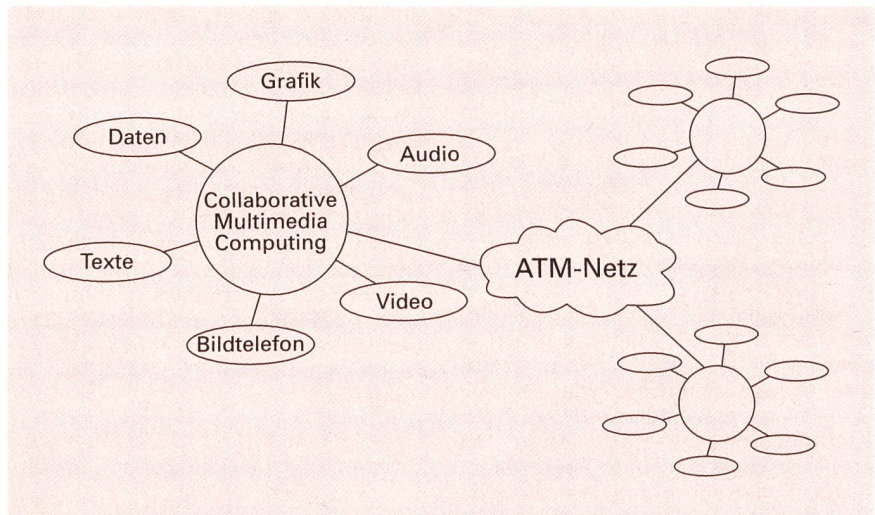 Grafik
Daten
Audio
Collaborative
Multimedia
Computing
Texte
ATM-Netz
Video
Bildtelefon